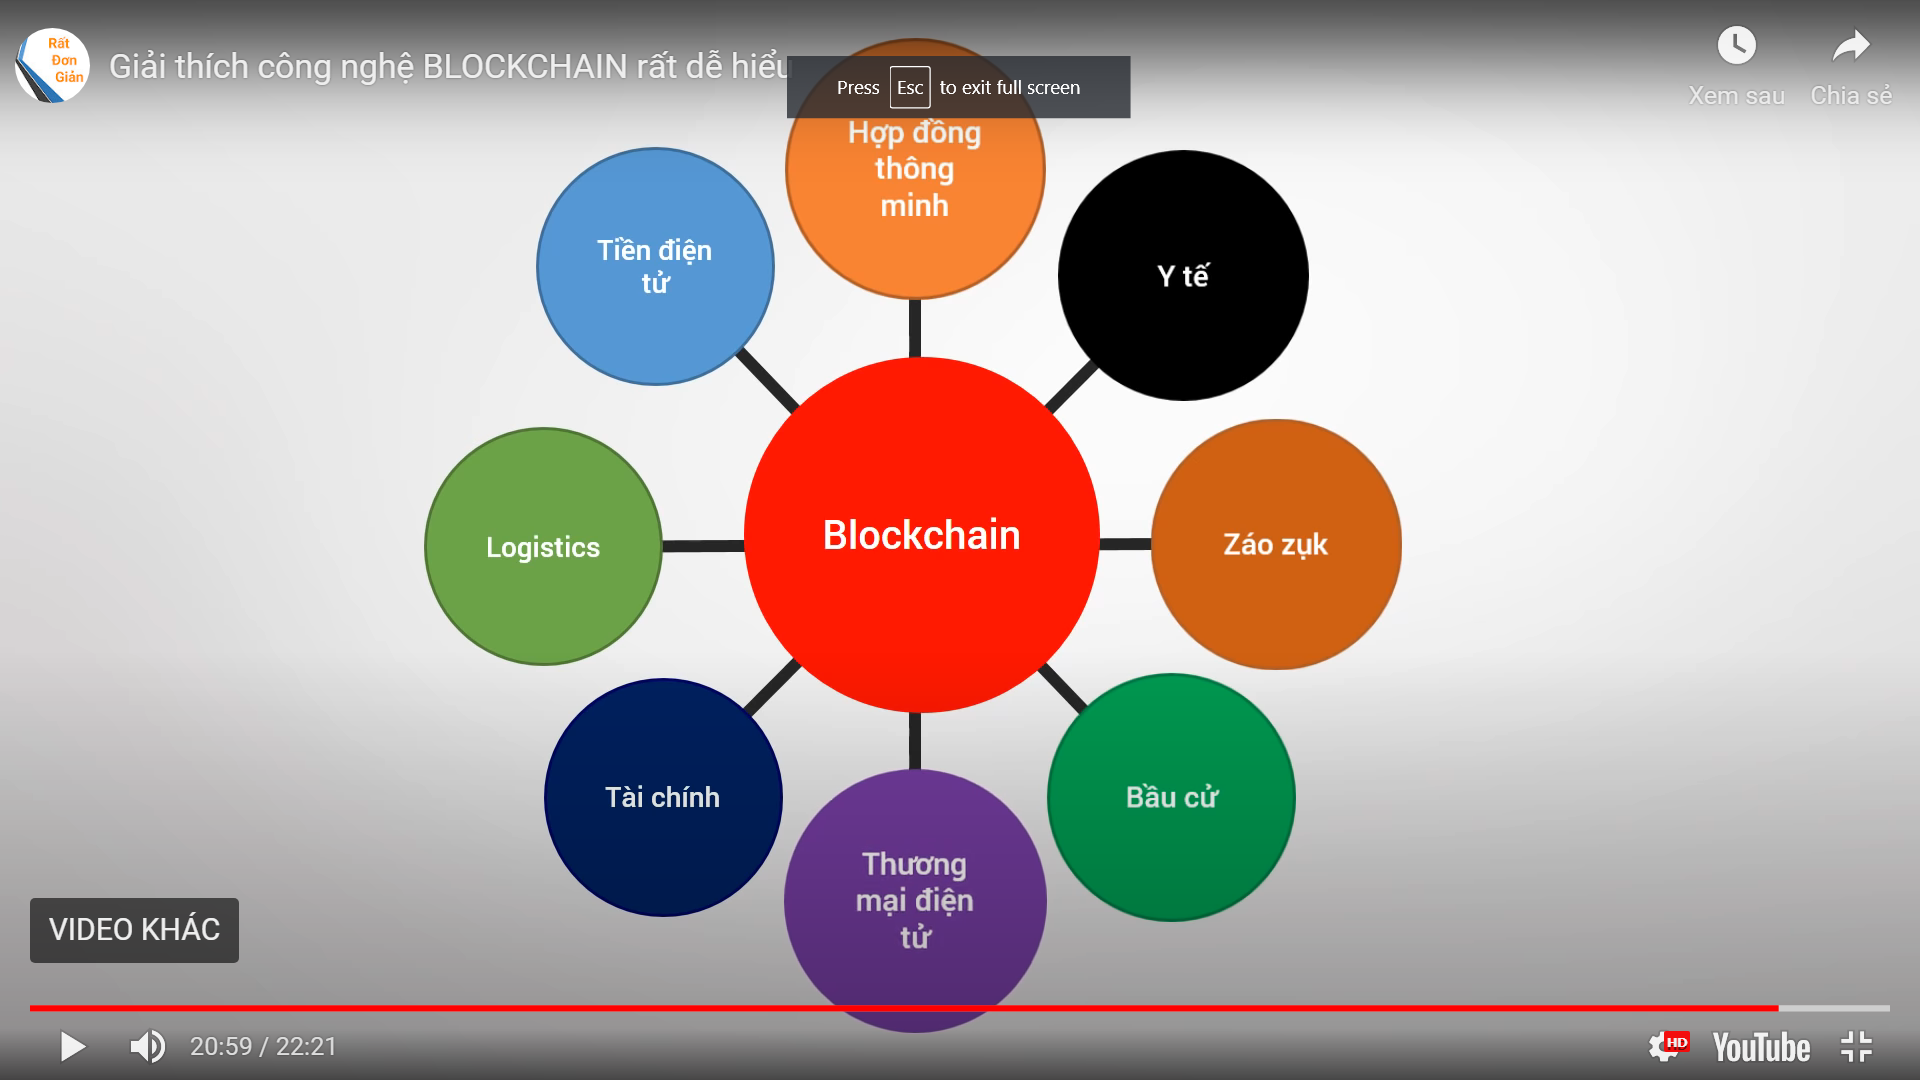 Rất
Đơn
Giản
Giải thích công nghệ BLOCKCHAIN rất dễ hiểu
Press Esc to exit full screen
Xem sau
Chia sẻ
Hợp đồng
thông
minh
Tiền điện
tử
Y tế
Logistics
Blockchain
Záo zụk
Tài chính
Bầu cử
Thương
mại điện
tử
VIDEO KHÁC
20:59 / 22:21
HD
YouTube